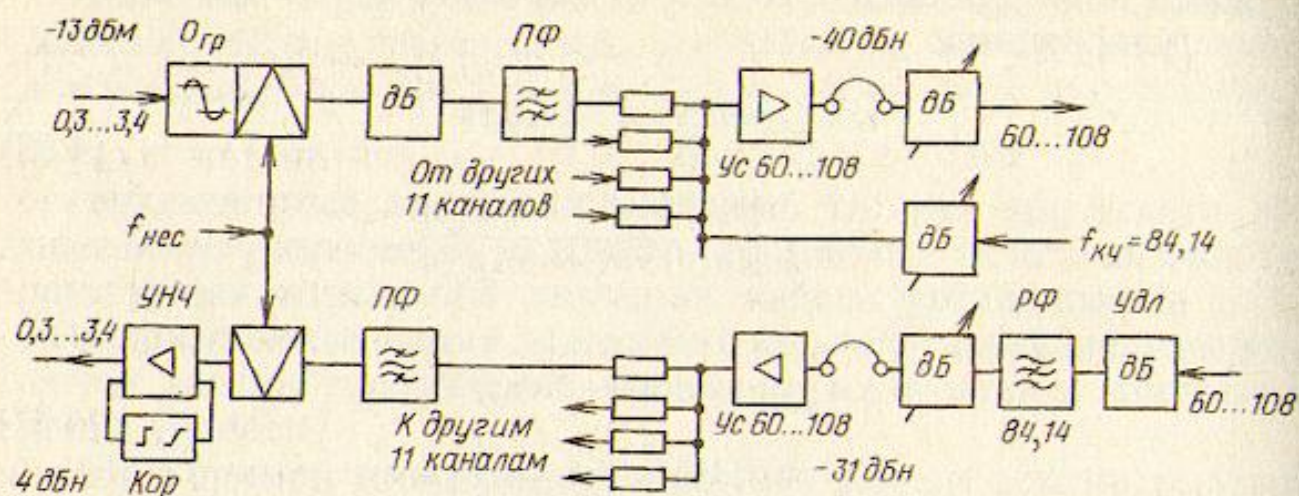 -13дБм
Огр
ПФ
-40дБн
дБ
дБ
0,3...3,4
60...108
Ус 60...108
От других
11 каналов
fнес
дБ
fкч=84,14
УНЧ
ПФ
РФ
Удл
0,3...3,4
дБ
дБ
60...108
Ус 60...108
84,14
К другим
11 каналам
-31дБн
4дБн
Кор